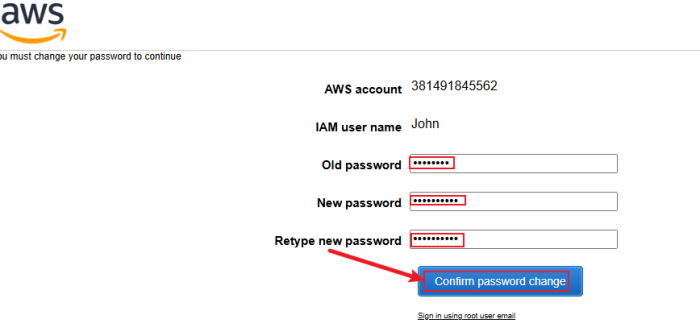 aws
ou must change your password to continue
AWS account 381491845562
IAM user name John
Old password ••••••••
New password ••••••••••
Retype new password ••••••••••
Confirm password change
Sign in using root user email